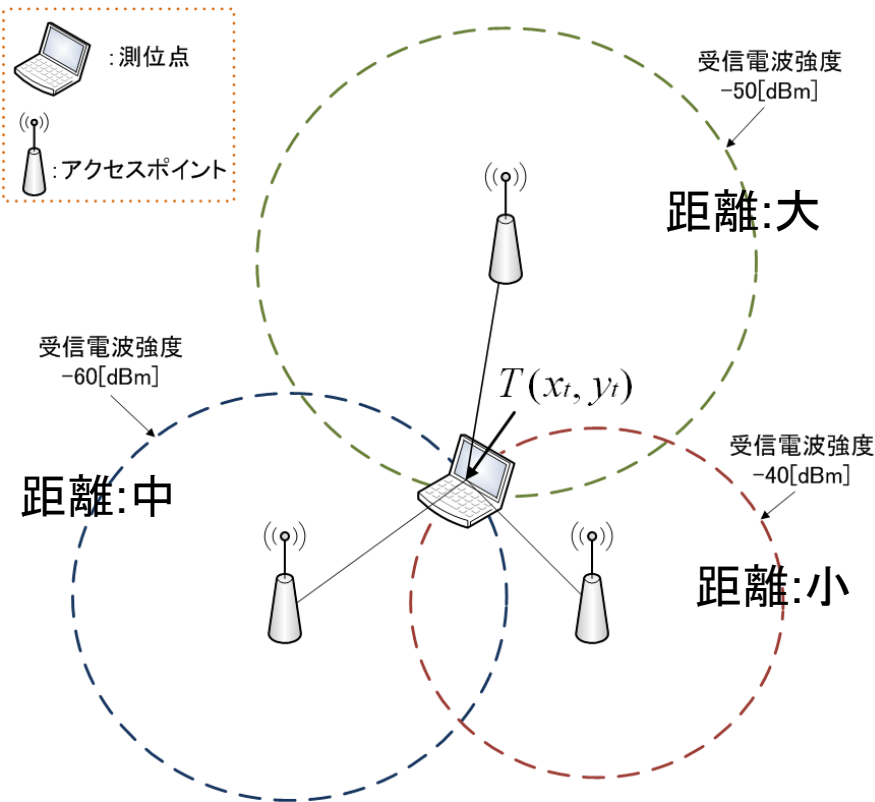 :測位点
:アクセスポイント
受信電波強度
-50[dBm]
距離:大
受信電波強度
-60[dBm]
T(xt, yt)
距離:中
受信電波強度
-40[dBm]
距離:小